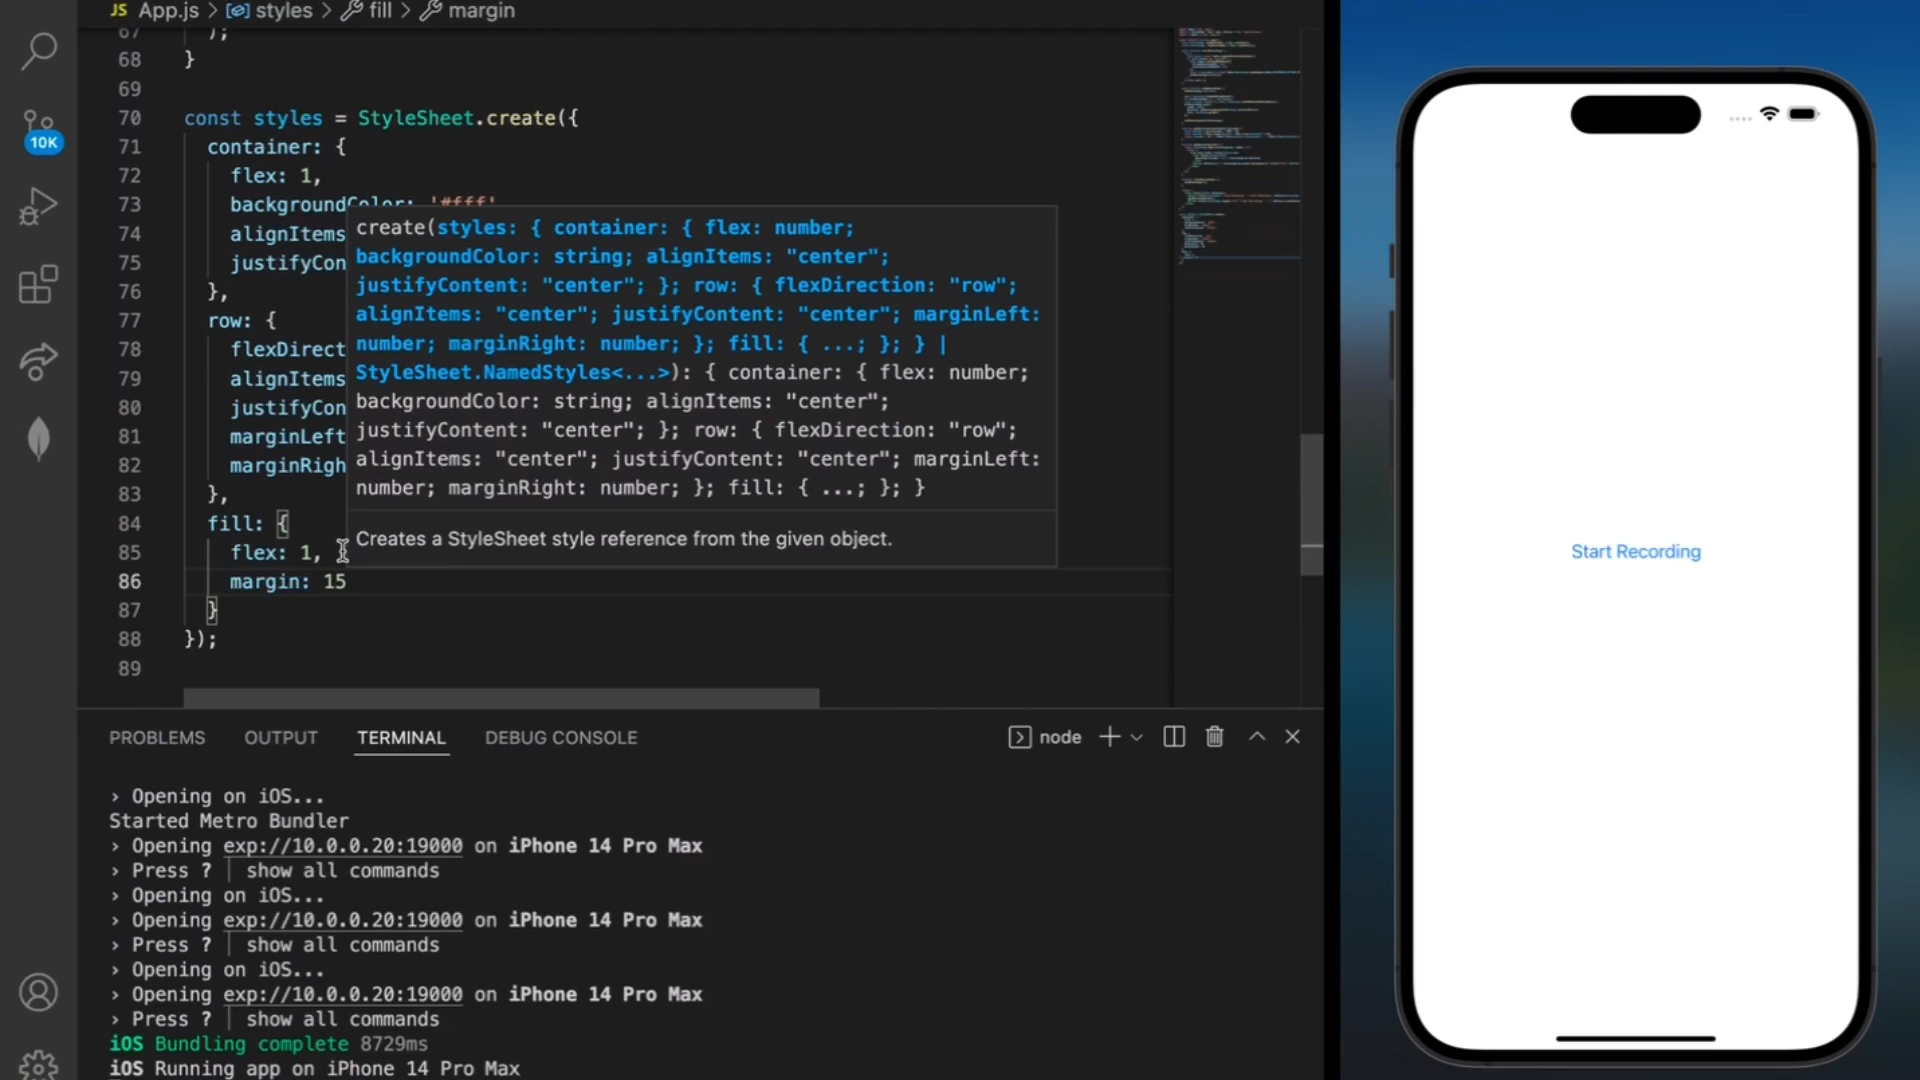 JS App.js > styles > fill > margin
67 );
68 }
69
70 const styles = StyleSheet.create({
71 container: {
72 flex: 1,
73 backgroundColor: '#fff'
74 alignItems
75 justifyCon
76 },
77 row: {
78 flexDirect
79 alignItems
80 justifyCon
81 marginLeft
82 marginRigh
83 },
84 fill: {
85 flex: 1,
86 margin: 15
87 }
88 });
89
create(styles: { container: { flex: number;
backgroundColor: string; alignItems: "center";
justifyContent: "center"; }; row: { flexDirection: "row";
alignItems: "center"; justifyContent: "center"; marginLeft:
number; marginRight: number; }; fill: { ...; }; } |
StyleSheet.NamedStyles<...>): { container: { flex: number;
backgroundColor: string; alignItems: "center";
justifyContent: "center"; }; row: { flexDirection: "row";
alignItems: "center"; justifyContent: "center"; marginLeft:
number; marginRight: number; }; fill: { ...; }; }
Creates a StyleSheet style reference from the given object.
10K
PROBLEMS OUTPUT TERMINAL DEBUG CONSOLE node
› Opening on iOS...
Started Metro Bundler
› Opening exp://10.0.0.20:19000 on iPhone 14 Pro Max
› Press ? │ show all commands
› Opening on iOS...
› Opening exp://10.0.0.20:19000 on iPhone 14 Pro Max
› Press ? │ show all commands
› Opening on iOS...
› Opening exp://10.0.0.20:19000 on iPhone 14 Pro Max
› Press ? │ show all commands
iOS Bundling complete 8729ms
iOS Running app on iPhone 14 Pro Max
Start Recording